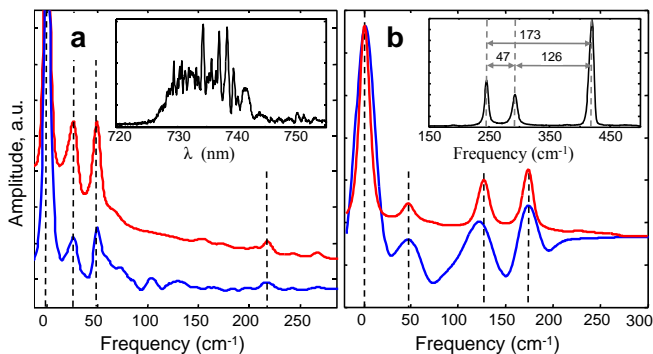 a
b
Amplitude, a.u.
720 730 740 750
λ (nm)
173
47 126
150 250 350 450
Frequency (cm-1)
0 50 100 150 200 250
Frequency (cm-1)
0 50 100 150 200 250 300
Frequency (cm-1)